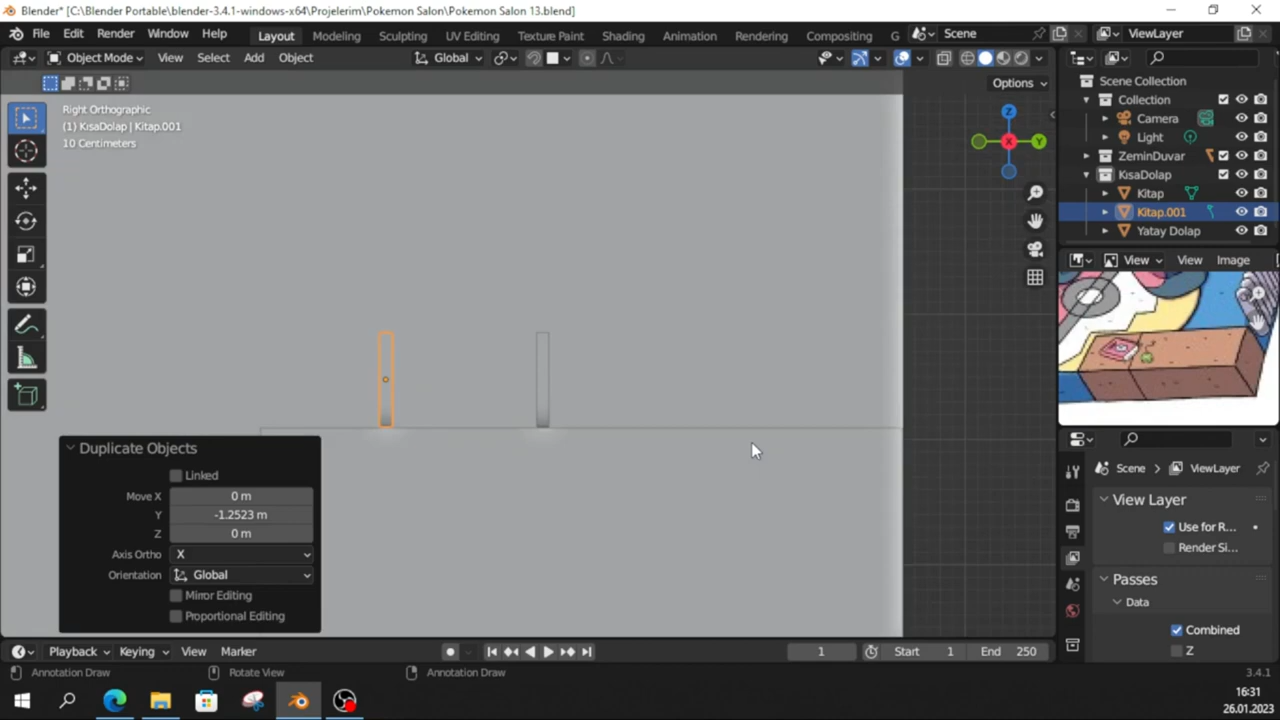 Blender* [C:\Blender Portable\blender-3.4.1-windows-x64\Projelerim\Pokemon Salon\Pokemon Salon 13.blend]
File Edit Render Window Help Layout Modeling Sculpting UV Editing Texture Paint Shading Animation Rendering Compositing G Scene ViewLayer
Object Mode View Select Add Object Global
Options
Right Orthographic
(1) KısaDolap | Kitap.001
10 Centimeters
Z
X
Y
Scene Collection
Collection
Camera
Light
ZeminDuvar
KısaDolap
Kitap
Kitap.001
Yatay Dolap
View View Image
Duplicate Objects
Linked
Move X 0 m
Y -1.2523 m
Z 0 m
Axis Ortho X
Orientation Global
Mirror Editing
Proportional Editing
Scene > ViewLayer
View Layer
Use for R...
Render Si...
Passes
Data
Combined
Z
Playback Keying View Marker 1 Start 1 End 250
Annotation Draw Rotate View Annotation Draw 3.4.1
16:31
26.01.2023